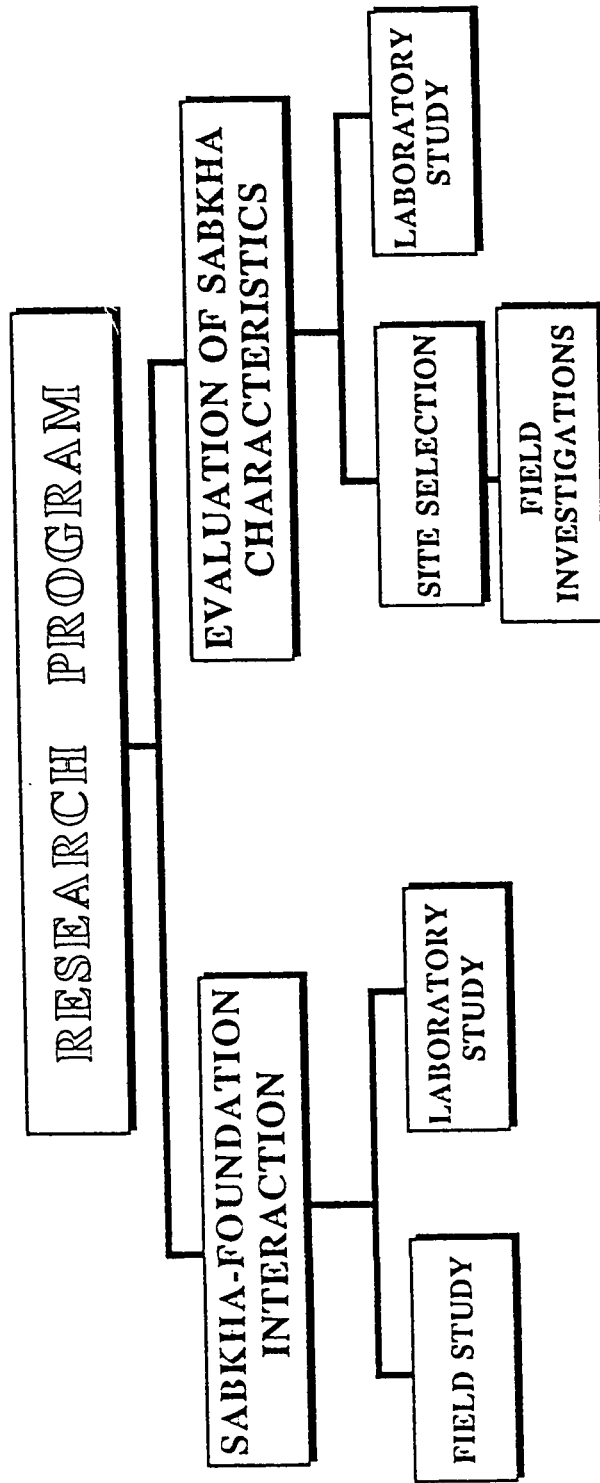 RESEARCH PROGRAM
SABKHA-FOUNDATION
INTERACTION
FIELD STUDY
LABORATORY
STUDY
EVALUATION OF SABKHA
CHARACTERISTICS
SITE SELECTION
FIELD
INVESTIGATIONS
LABORATORY
STUDY